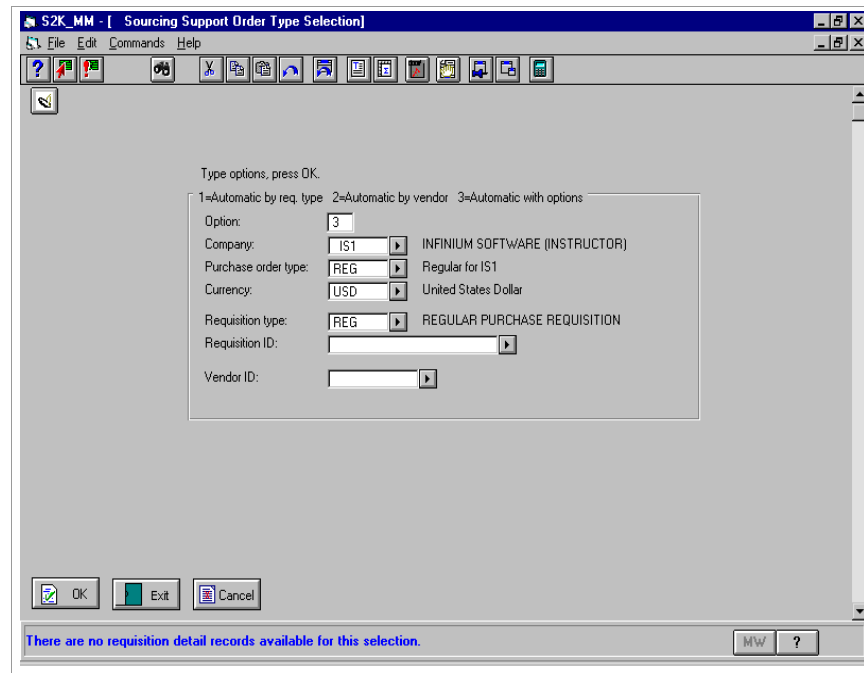 S2K_MM - [ Sourcing Support Order Type Selection]
File Edit Commands Help
Type options, press OK.
1=Automatic by req. type 2=Automatic by vendor 3=Automatic with options
Option: 3
Company: IS1 INFINIUM SOFTWARE (INSTRUCTOR)
Purchase order type: REG Regular for IS1
Currency: USD United States Dollar
Requisition type: REG REGULAR PURCHASE REQUISITION
Requisition ID:
Vendor ID:
OK Exit Cancel
There are no requisition detail records available for this selection. MW ?